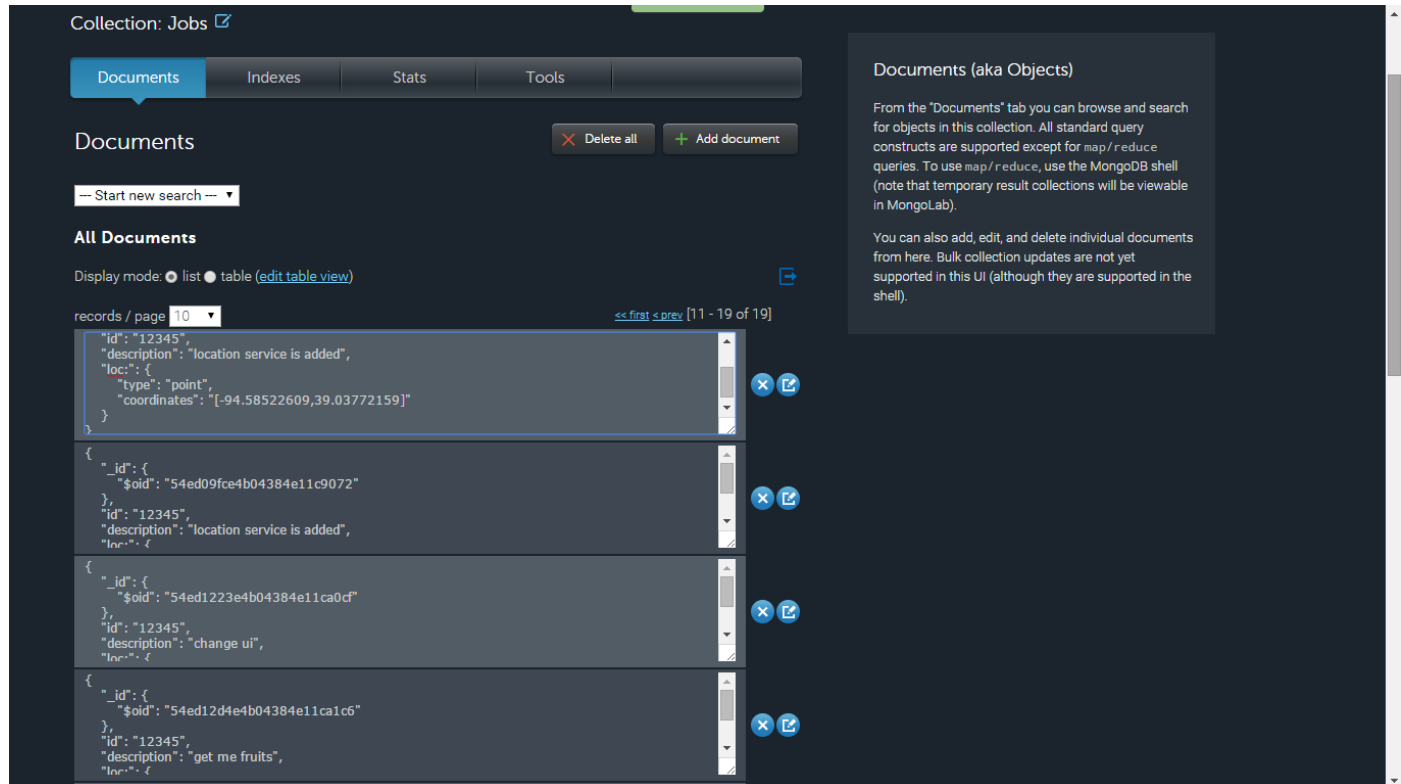 Collection: Jobs
Documents Indexes Stats Tools
Documents
Delete all
Add document
--- Start new search ---
All Documents
Display mode: list table (edit table view)
records / page 10
<< first < prev [11 - 19 of 19]
"id": "12345",
"description": "location service is added",
"loc:": {
"type": "point",
"coordinates": "[-94.58522609,39.03772159]"
}
}
{
"_id": {
"$oid": "54ed09fce4b04384e11c9072"
},
"id": "12345",
"description": "location service is added",
"loc:": {
{
"_id": {
"$oid": "54ed1223e4b04384e11ca0cf"
},
"id": "12345",
"description": "change ui",
"loc:": {
{
"_id": {
"$oid": "54ed12d4e4b04384e11ca1c6"
},
"id": "12345",
"description": "get me fruits",
"loc:": {
Documents (aka Objects)
From the "Documents" tab you can browse and search
for objects in this collection. All standard query
constructs are supported except for map/reduce
queries. To use map/reduce, use the MongoDB shell
(note that temporary result collections will be viewable
in MongoLab).
You can also add, edit, and delete individual documents
from here. Bulk collection updates are not yet
supported in this UI (although they are supported in the
shell).